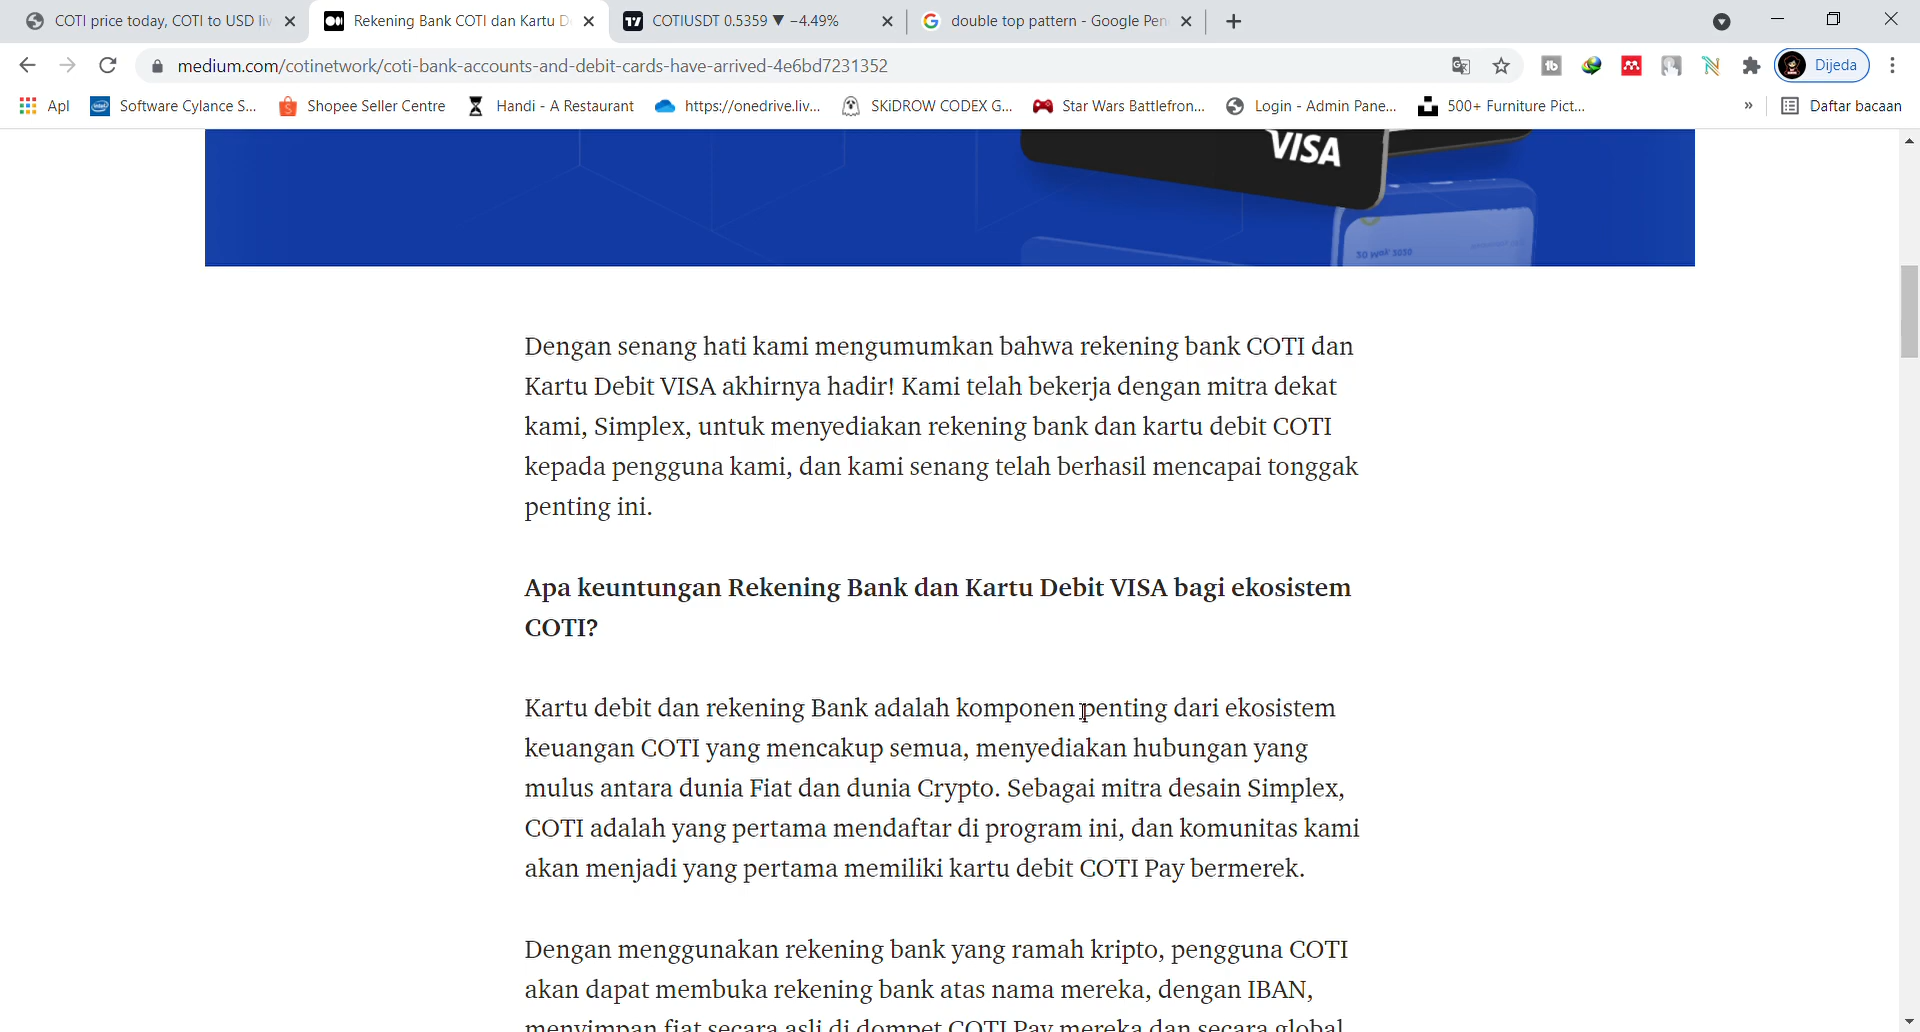 COTI price today, COTI to USD liv
Rekening Bank COTI dan Kartu D
COTIUSDT 0.5359 ▼ −4.49%
double top pattern - Google Pen
medium.com/cotinetwork/coti-bank-accounts-and-debit-cards-have-arrived-4e6bd7231352
Dijeda
Apl
Software Cylance S...
Shopee Seller Centre
Handi - A Restaurant
https://onedrive.liv...
SKiDROW CODEX G...
Star Wars Battlefron...
Login - Admin Pane...
500+ Furniture Pict...
»
Daftar bacaan
VISA
Dengan senang hati kami mengumumkan bahwa rekening bank COTI dan
Kartu Debit VISA akhirnya hadir! Kami telah bekerja dengan mitra dekat
kami, Simplex, untuk menyediakan rekening bank dan kartu debit COTI
kepada pengguna kami, dan kami senang telah berhasil mencapai tonggak
penting ini.
Apa keuntungan Rekening Bank dan Kartu Debit VISA bagi ekosistem
COTI?
Kartu debit dan rekening Bank adalah komponen penting dari ekosistem
keuangan COTI yang mencakup semua, menyediakan hubungan yang
mulus antara dunia Fiat dan dunia Crypto. Sebagai mitra desain Simplex,
COTI adalah yang pertama mendaftar di program ini, dan komunitas kami
akan menjadi yang pertama memiliki kartu debit COTI Pay bermerek.
Dengan menggunakan rekening bank yang ramah kripto, pengguna COTI
akan dapat membuka rekening bank atas nama mereka, dengan IBAN,
menyimpan fiat secara asli di dompet COTI Pay mereka dan secara global